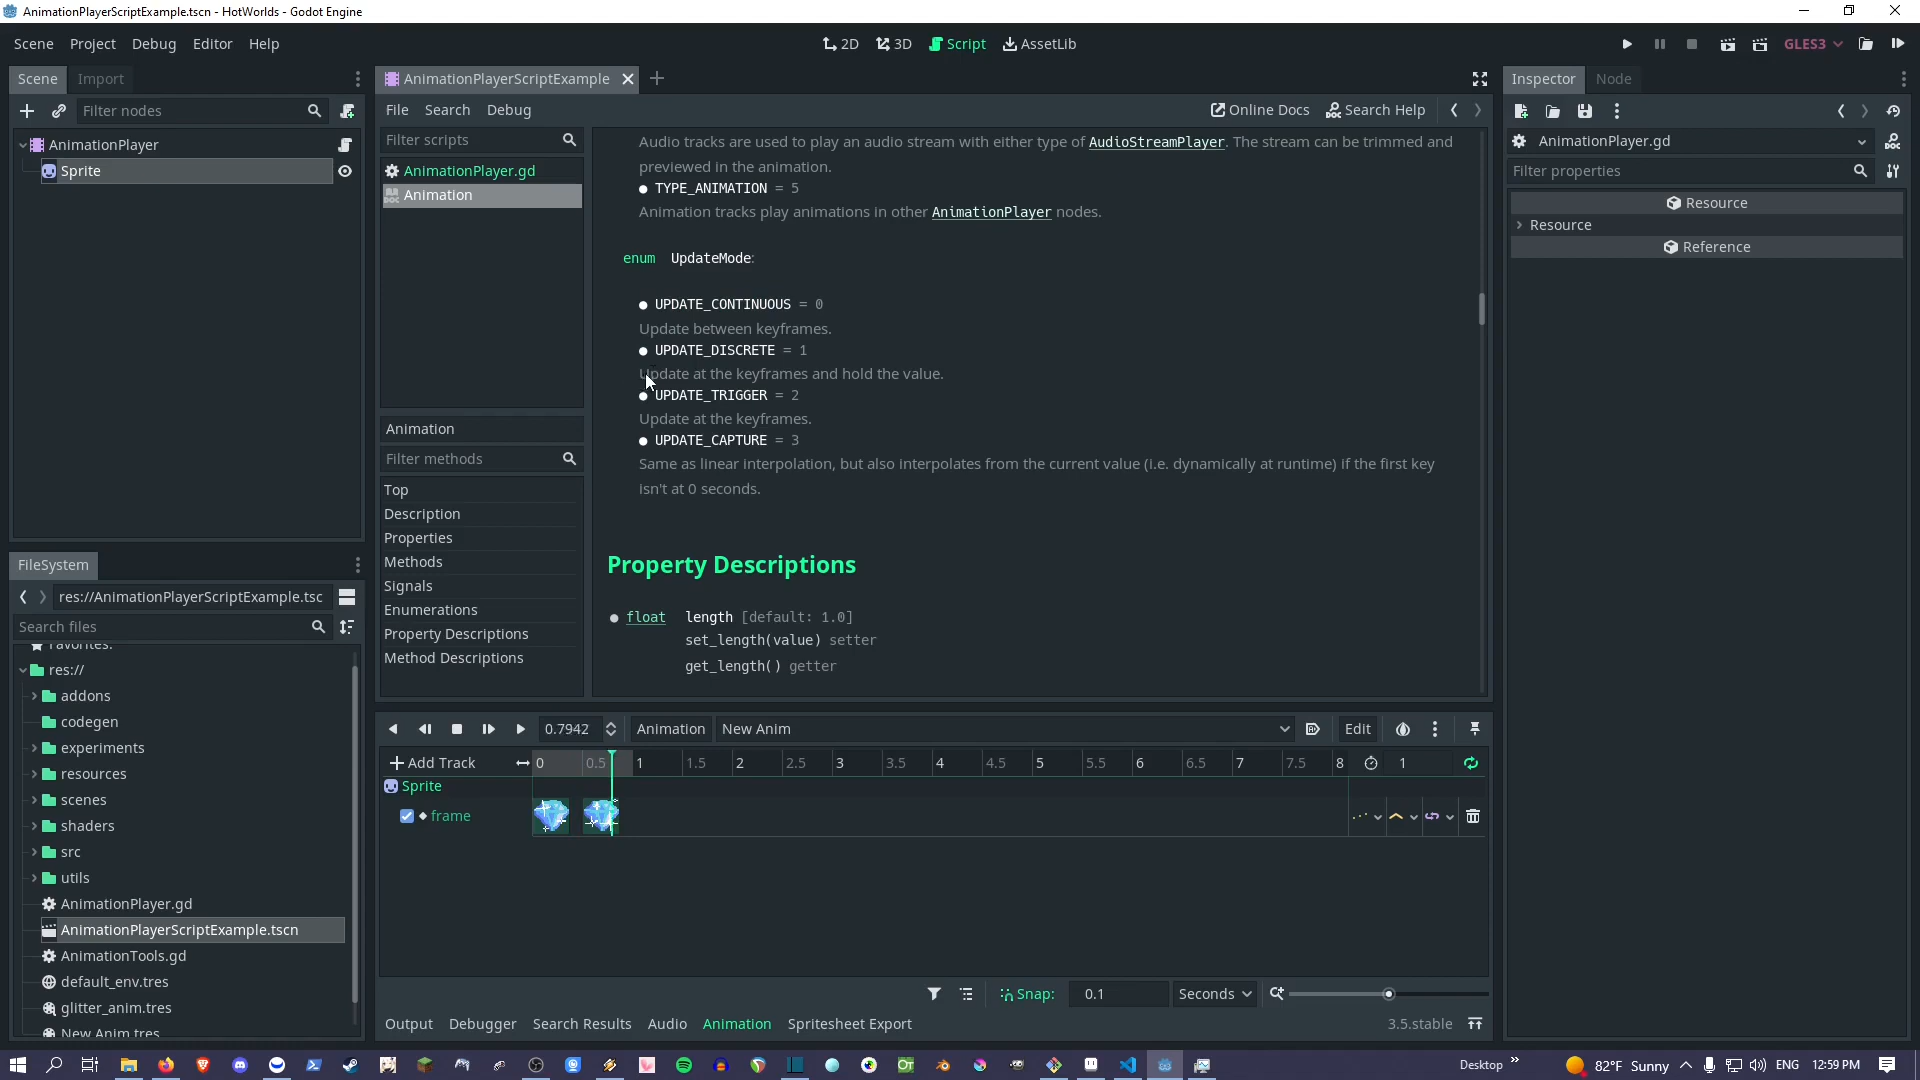 AnimationPlayerScriptExample.tscn - HotWorlds - Godot Engine
Scene Project Debug Editor Help
2D 3D Script AssetLib
GLES3
Scene Import
Filter nodes
AnimationPlayer
Sprite
AnimationPlayerScriptExample
File Search Debug
Online Docs Search Help
Filter scripts
AnimationPlayer.gd
Animation
Animation
Filter methods
Top
Description
Properties
Methods
Signals
Enumerations
Property Descriptions
Method Descriptions
Audio tracks are used to play an audio stream with either type of AudioStreamPlayer. The stream can be trimmed and
previewed in the animation.
TYPE_ANIMATION = 5
Animation tracks play animations in other AnimationPlayer nodes.
enum UpdateMode:
UPDATE_CONTINUOUS = 0
Update between keyframes.
UPDATE_DISCRETE = 1
Update at the keyframes and hold the value.
UPDATE_TRIGGER = 2
Update at the keyframes.
UPDATE_CAPTURE = 3
Same as linear interpolation, but also interpolates from the current value (i.e. dynamically at runtime) if the first key
isn't at 0 seconds.
Property Descriptions
float length [default: 1.0]
set_length(value) setter
get_length() getter
Inspector Node
AnimationPlayer.gd
Filter properties
Resource
Resource
Reference
FileSystem
res://AnimationPlayerScriptExample.tsc
Search files
Favorites:
res://
addons
codegen
experiments
resources
scenes
shaders
src
utils
AnimationPlayer.gd
AnimationPlayerScriptExample.tscn
AnimationTools.gd
default_env.tres
glitter_anim.tres
New Anim.tres
0.7942 Animation New Anim Edit
Add Track 0 0.5 1 1.5 2 2.5 3 3.5 4 4.5 5 5.5 6 6.5 7 7.5 8 1
Sprite
frame
Snap: 0.1 Seconds
Output Debugger Search Results Audio Animation Spritesheet Export 3.5.stable
Desktop 82°F Sunny ENG 12:59 PM